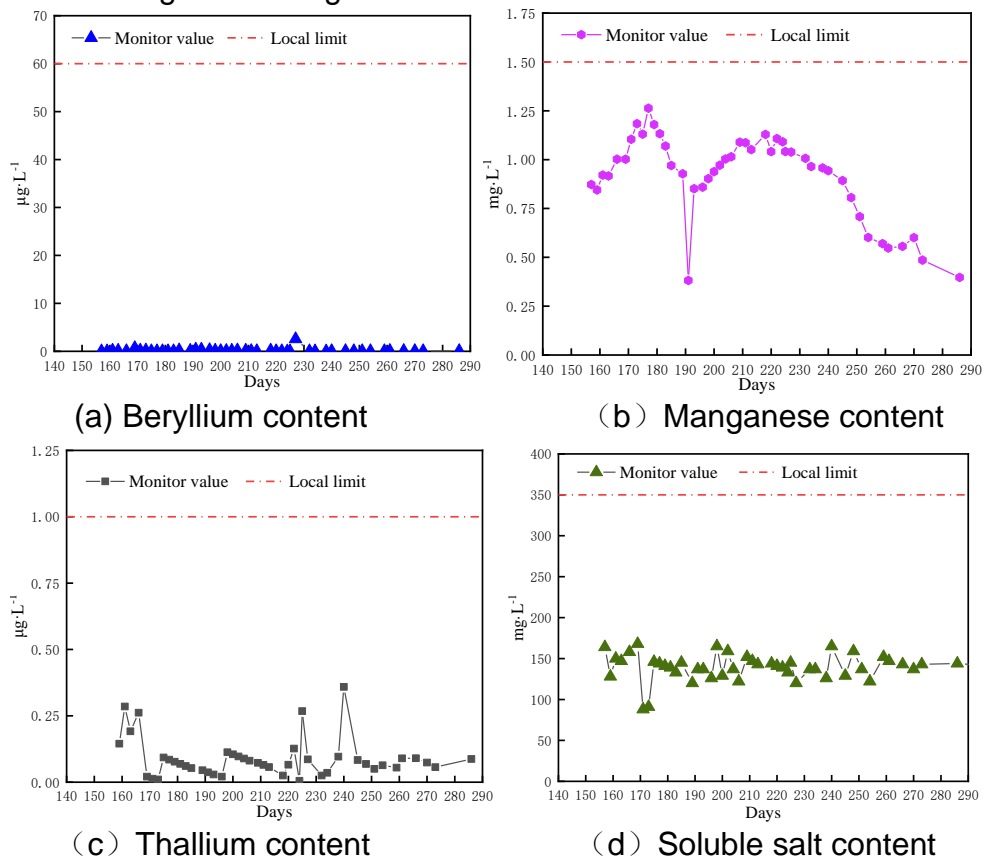 70
60
50
40
30
20
10
0
μg·L-1
Monitor value
Local limit
140 150 160 170 180 190 200 210 220 230 240 250 260 270 280 290
Days
(a) Beryllium content
1.75
1.50
1.25
1.00
0.75
0.50
0.25
0.00
mg·L-1
Monitor value
Local limit
140 150 160 170 180 190 200 210 220 230 240 250 260 270 280 290
Days
（b）Manganese content
1.25
1.00
0.75
0.50
0.25
0.00
μg·L-1
Monitor value
Local limit
140 150 160 170 180 190 200 210 220 230 240 250 260 270 280 290
Days
（c）Thallium content
400
350
300
250
200
150
100
50
0
mg·L-1
Monitor value
Local limit
140 150 160 170 180 190 200 210 220 230 240 250 260 270 280 290
Days
（d）Soluble salt content